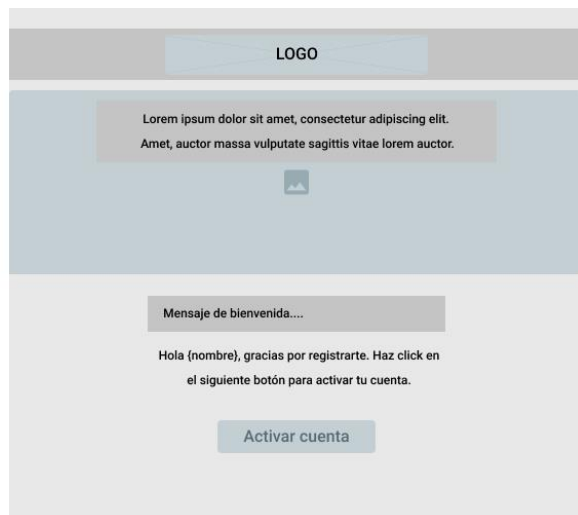 LOGO
Lorem ipsum dolor sit amet, consectetur adipiscing elit.
Amet, auctor massa vulputate sagittis vitae lorem auctor.
Mensaje de bienvenida....
Hola {nombre}, gracias por registrarte. Haz click en
el siguiente botón para activar tu cuenta.
Activar cuenta